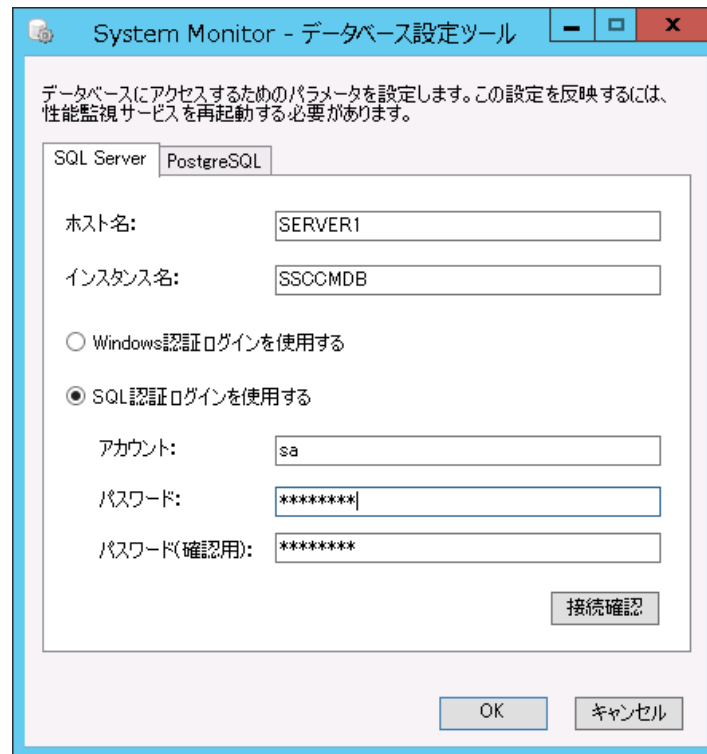 System Monitor - データベース設定ツール
データベースにアクセスするためのパラメータを設定します。この設定を反映するには、
性能監視サービスを再起動する必要があります。
SQL Server PostgreSQL
ホスト名: SERVER1
インスタンス名: SSCCMDB
Windows認証ログインを使用する
SQL認証ログインを使用する
アカウント: sa
パスワード: ********
パスワード(確認用): ********
接続確認
OK キャンセル